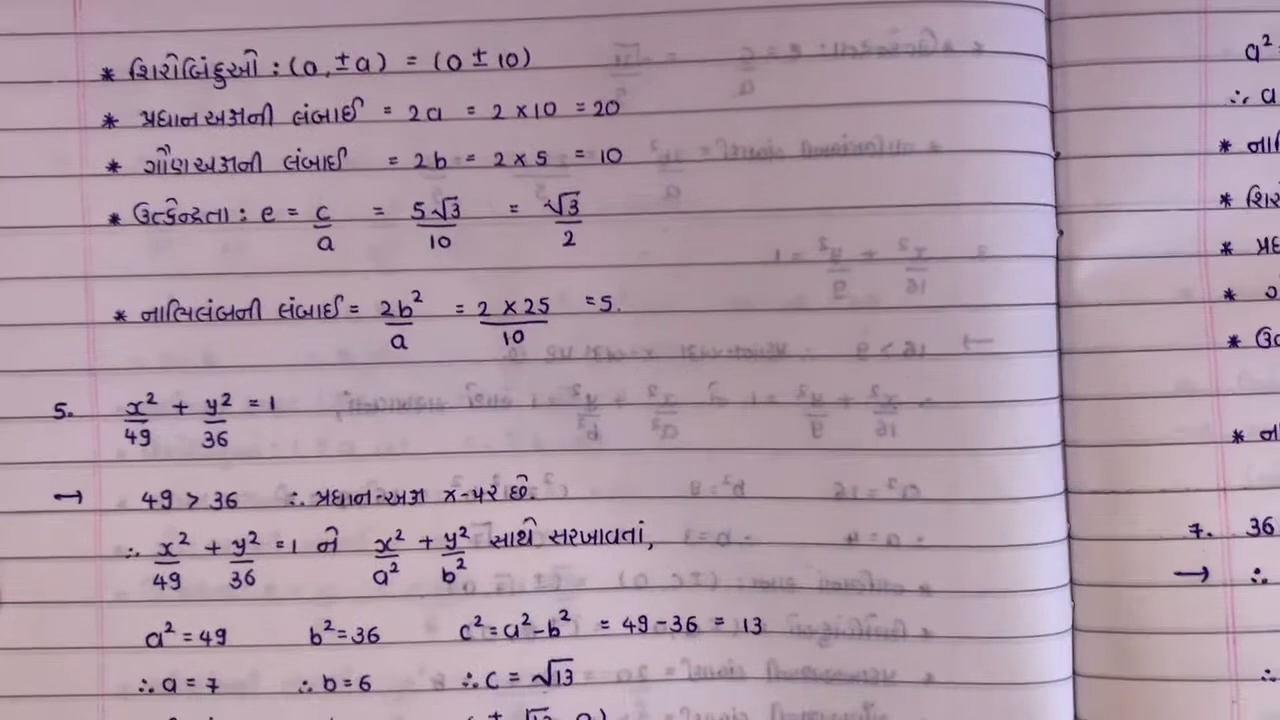 * શિરોબિંદુઓ : (0, ±a) = (0 ± 10)
* પ્રધાન અક્ષની લંબાઈ = 2a = 2 × 10 = 20
* ગૌણ અક્ષની લંબાઈ = 2b = 2 × 5 = 10
* ઉત્કેન્દ્રતા : e = c/a = 5√3/10 = √3/2
* નાભિલંબની લંબાઈ = 2b²/a = 2 × 25/10 = 5.
5. x²/49 + y²/36 = 1
→ 49 > 36 ∴ પ્રધાન-અક્ષ x-પર છે.
∴ x²/49 + y²/36 = 1 ને x²/a² + y²/b² સાથે સરખાવતાં,
a² = 49 b² = 36 c² = a² - b² = 49 - 36 = 13
∴ a = 7 ∴ b = 6 ∴ c = √13
a² =
∴ a
*
*
*
*
*
*
7. 36
→ ∴
∴